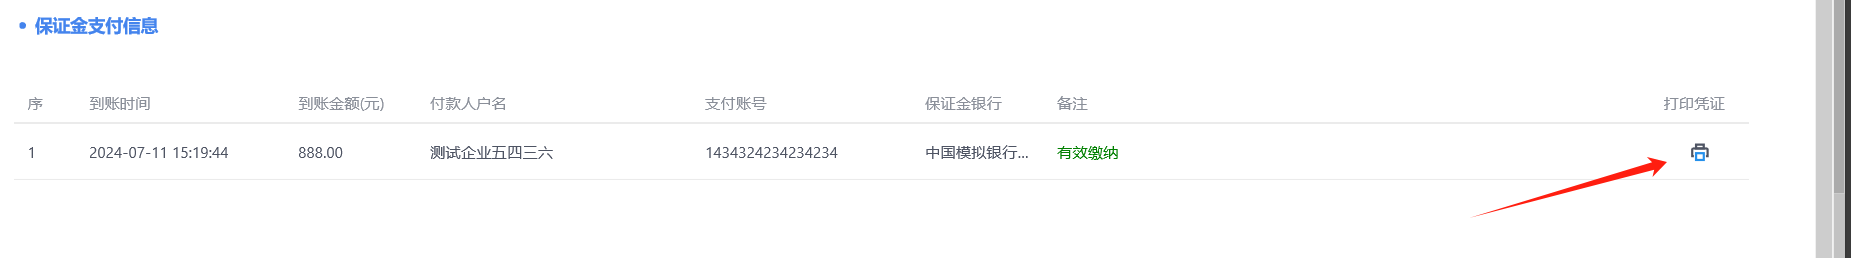 保证金支付信息
序 到账时间 到账金额(元) 付款人户名 支付账号 保证金银行 备注 打印凭证
1 2024-07-11 15:19:44 888.00 测试企业五四三六 1434324234234234 中国模拟银行... 有效缴纳